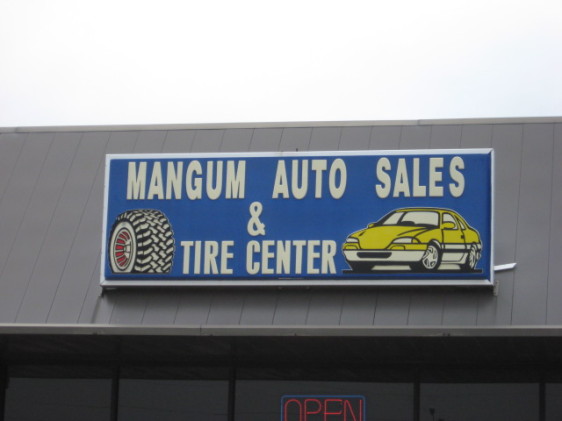 MANGUM AUTO SALES
&
TIRE CENTER
OPEN